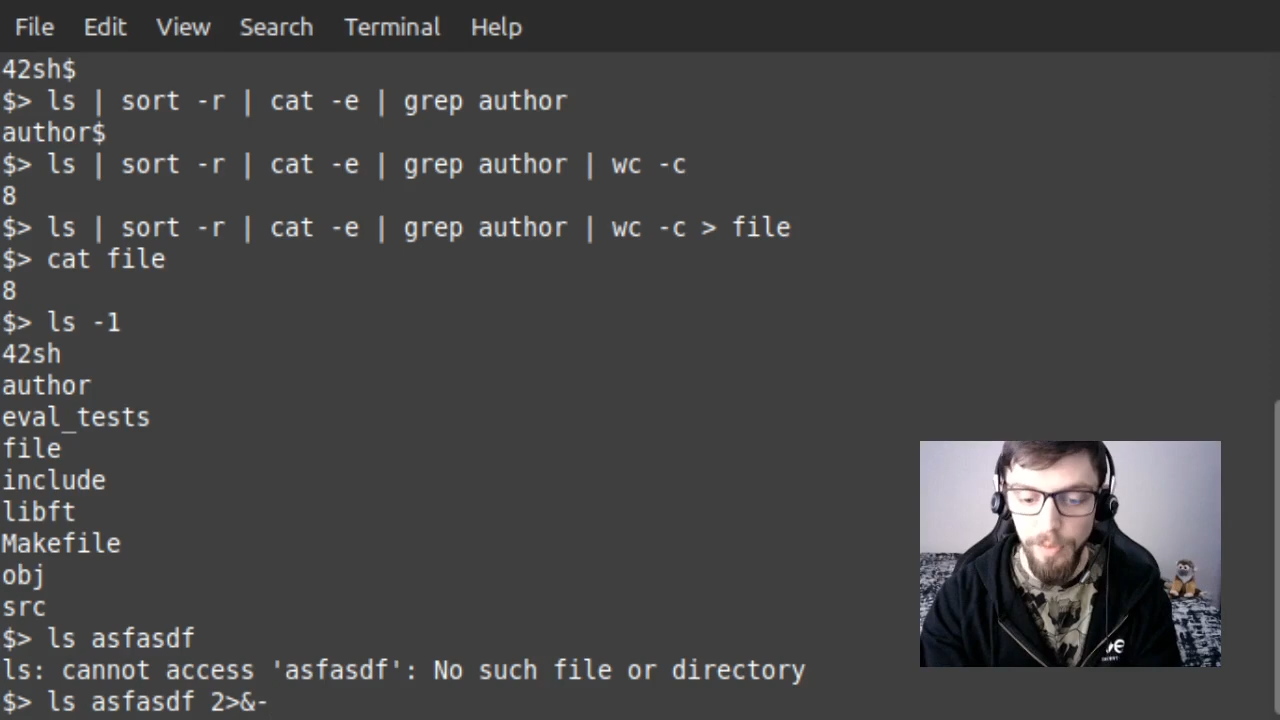 File Edit View Search Terminal Help
42sh$
$> ls | sort -r | cat -e | grep author
author$
$> ls | sort -r | cat -e | grep author | wc -c
8
$> ls | sort -r | cat -e | grep author | wc -c > file
$> cat file
8
$> ls -1
42sh
author
eval_tests
file
include
libft
Makefile
obj
src
$> ls asfasdf
ls: cannot access 'asfasdf': No such file or directory
$> ls asfasdf 2>&-